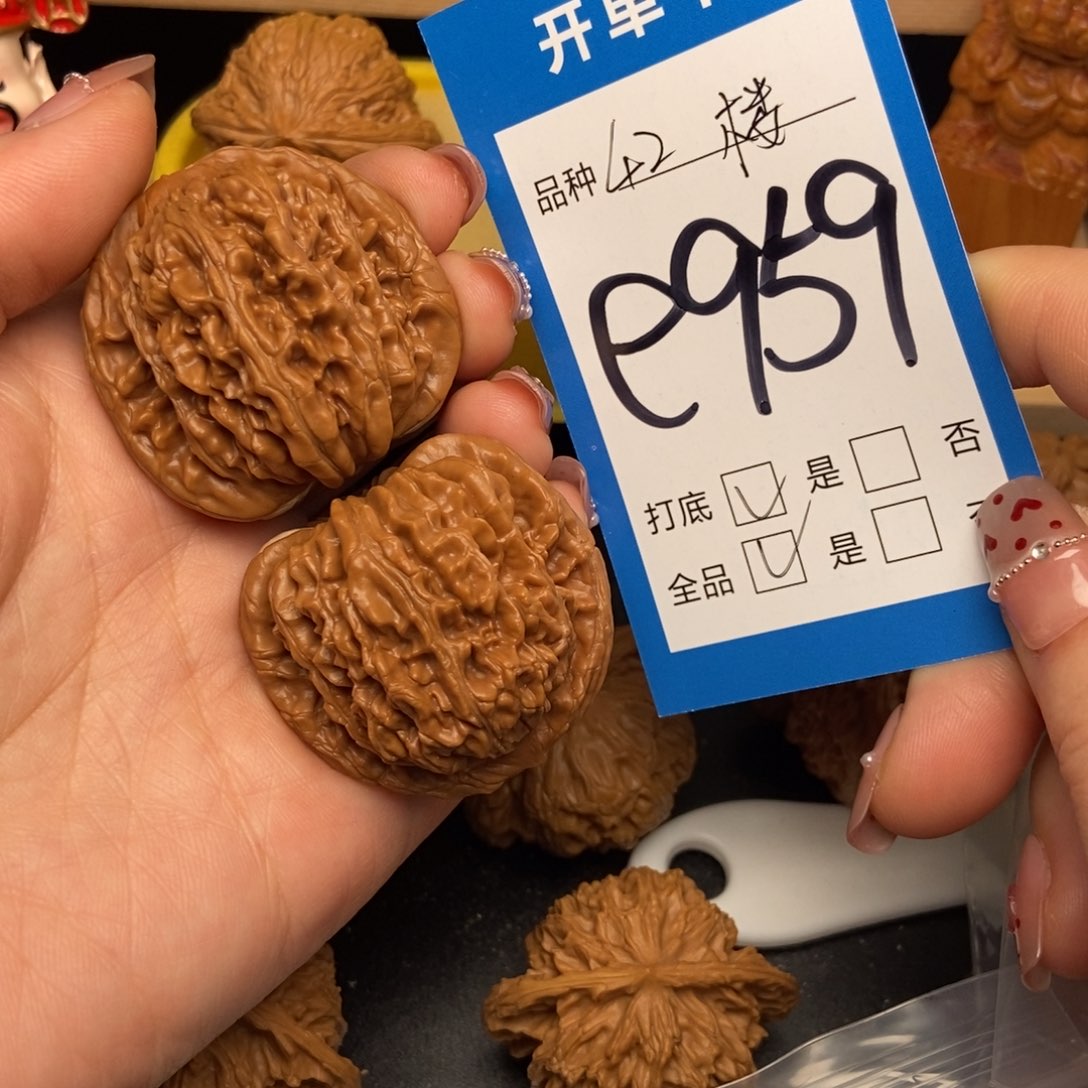 开单
品种 42 楼
e959
打底 是 否
全品 是